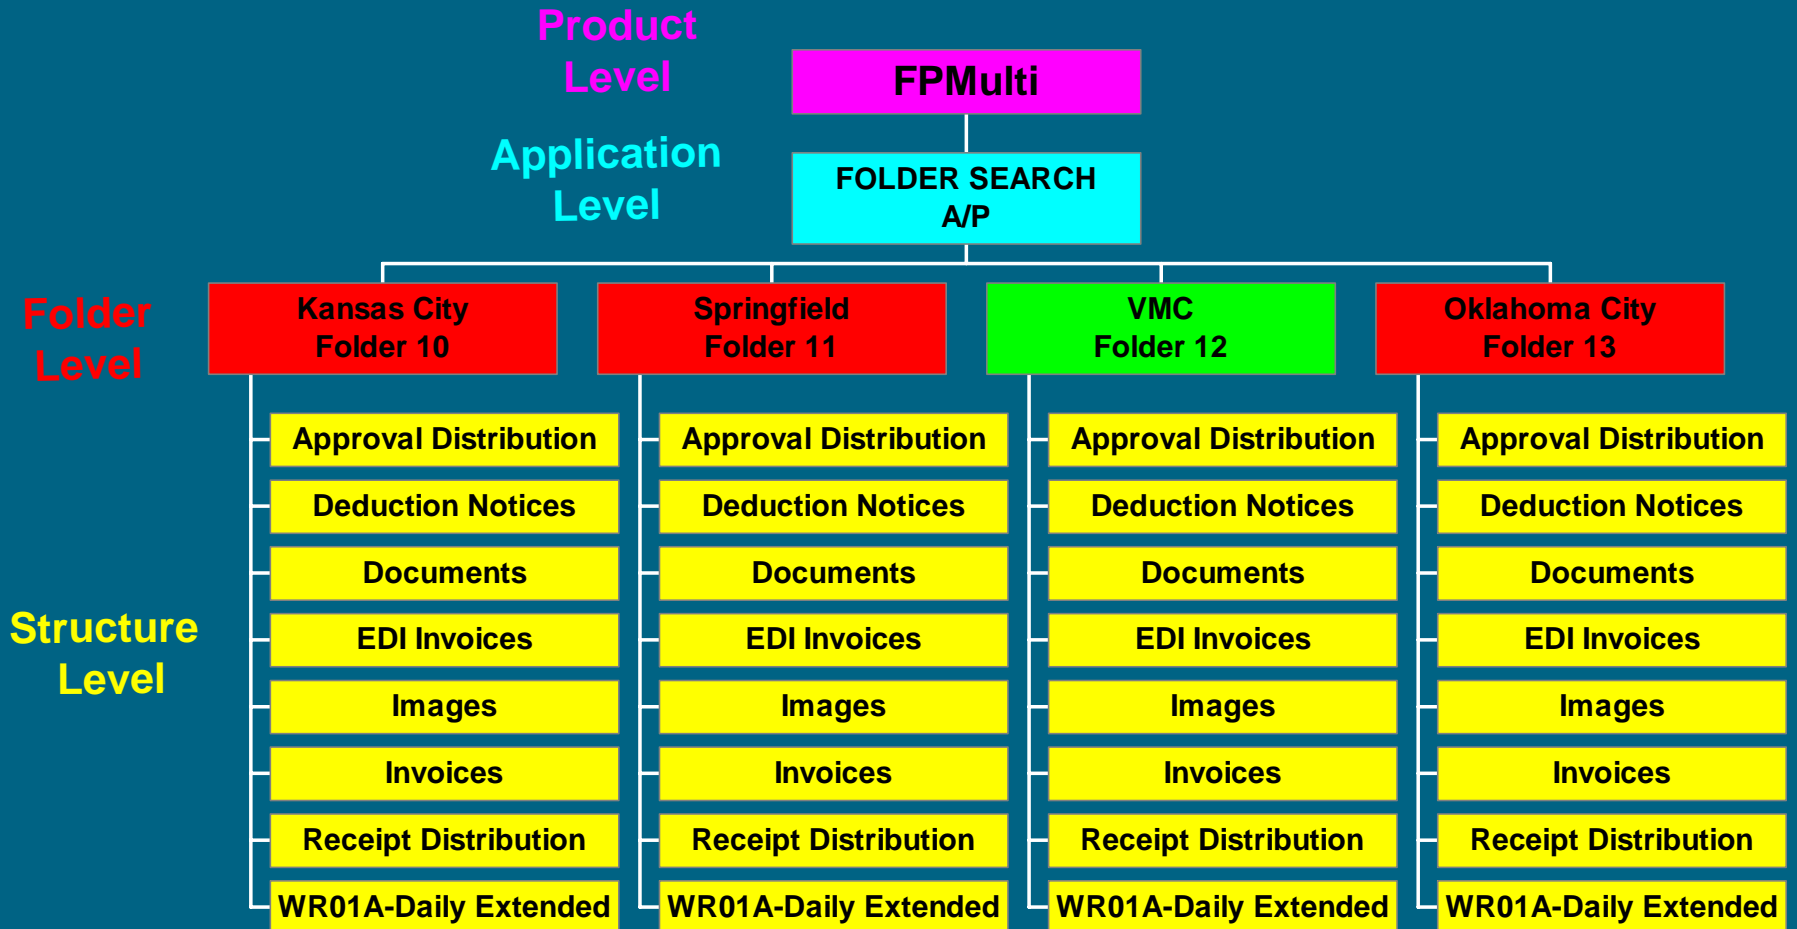 Product
Level
FPMulti
Application
Level
FOLDER SEARCH
A/P
Folder
Level
Kansas City
Folder 10
Springfield
Folder 11
VMC
Folder 12
Oklahoma City
Folder 13
Structure
Level
Approval Distribution
Deduction Notices
Documents
EDI Invoices
Images
Invoices
Receipt Distribution
WR01A-Daily Extended
Approval Distribution
Deduction Notices
Documents
EDI Invoices
Images
Invoices
Receipt Distribution
WR01A-Daily Extended
Approval Distribution
Deduction Notices
Documents
EDI Invoices
Images
Invoices
Receipt Distribution
WR01A-Daily Extended
Approval Distribution
Deduction Notices
Documents
EDI Invoices
Images
Invoices
Receipt Distribution
WR01A-Daily Extended